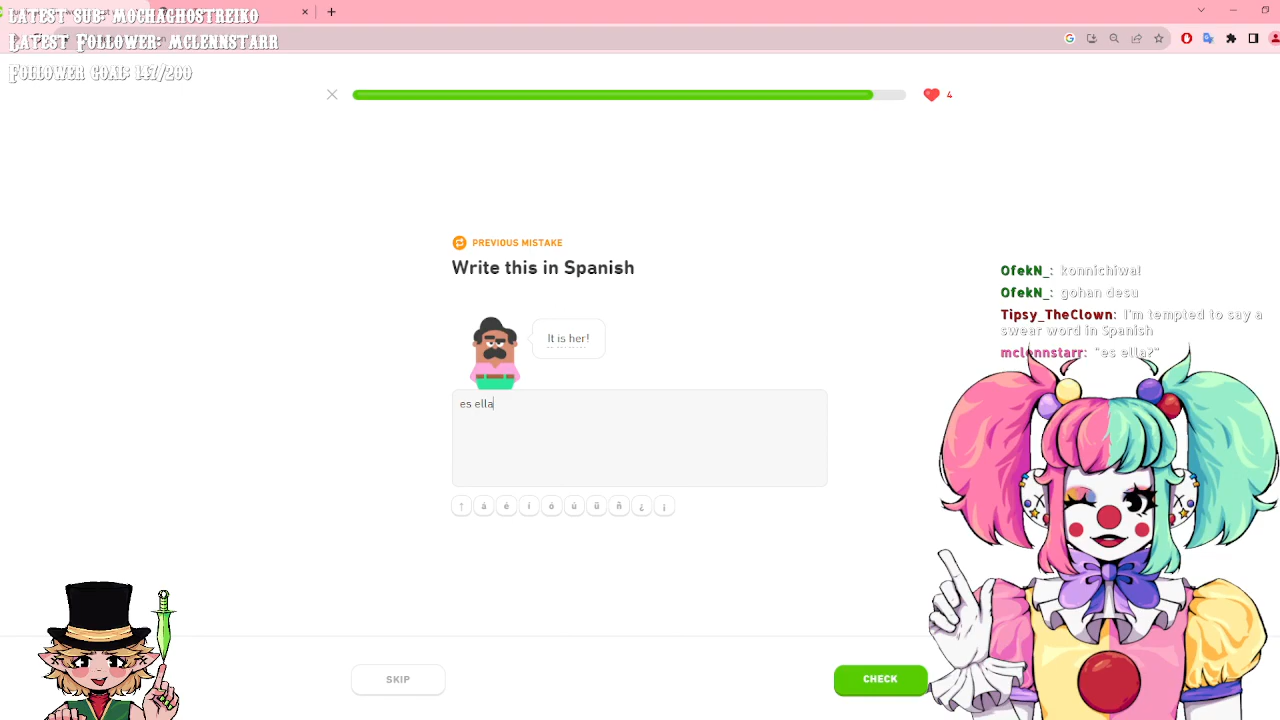 Latest Sub: MochaGhostReiko
Latest Follower: mclennstarr
Follower Goal: 147/200
4
PREVIOUS MISTAKE
Write this in Spanish
It is her!
es ella
↑ á é í ó ú ü ñ ¿ ¡
SKIP
CHECK
OfekN_: konnichiwa!
OfekN_: gohan desu
Tipsy_TheClown: I'm tempted to say a
swear word in Spanish
mclennstarr: "es ella?"